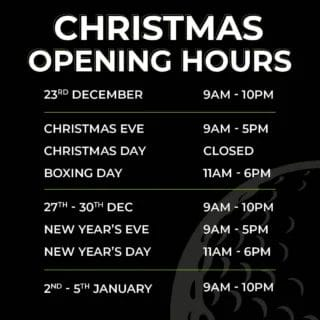 CHRISTMAS
OPENING HOURS
23RD DECEMBER 9AM - 10PM
CHRISTMAS EVE 9AM - 5PM
CHRISTMAS DAY CLOSED
BOXING DAY 11AM - 6PM
27TH - 30TH DEC 9AM - 10PM
NEW YEAR'S EVE 9AM - 5PM
NEW YEAR'S DAY 11AM - 6PM
2ND - 5TH JANUARY 9AM - 10PM